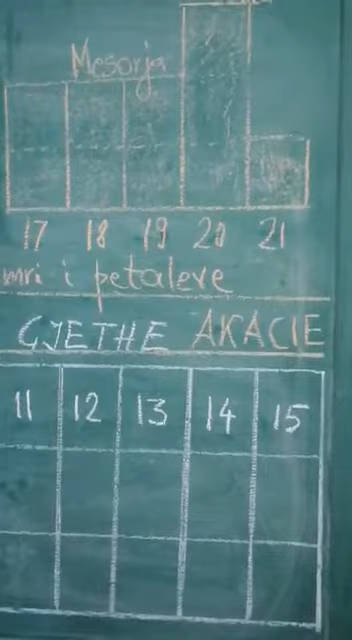 Mesorja
17 18 19 20 21
mri i petaleve
GJETHE AKACIE
11 12 13 14 15